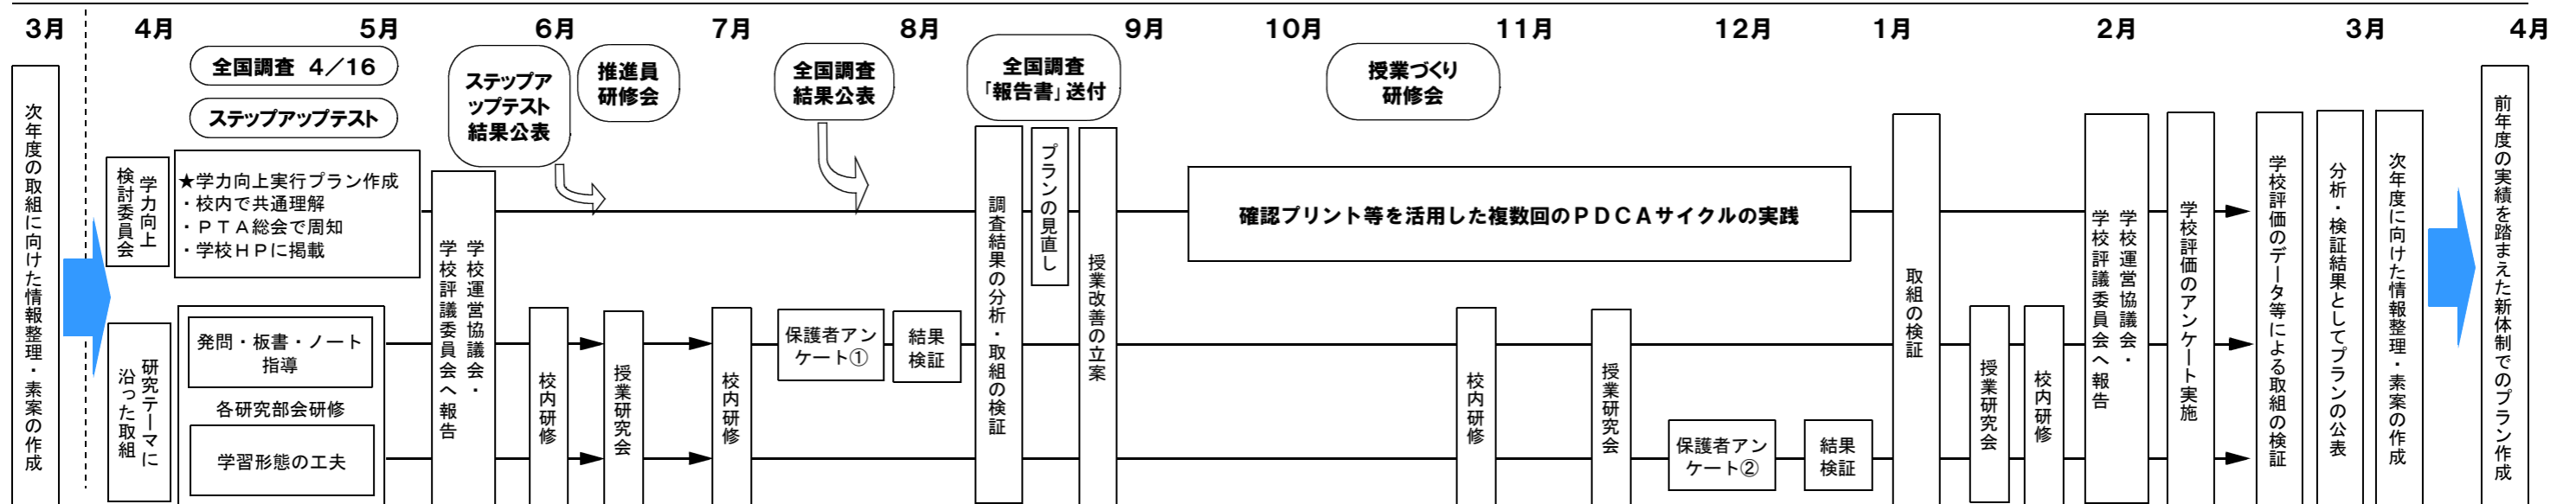 3月
4月
5月
6月
7月
8月
9月
10月
11月
12月
1月
2月
3月
4月
全国調査 4／16
ステップアップテスト
ステップア
ップテスト
結果公表
推進員
研修会
全国調査
結果公表
全国調査
「報告書」送付
授業づくり
研修会
次年度の取組に向けた情報整理・素案の作成
学力向上
検討委員会
★学力向上実行プラン作成
・校内で共通理解
・ＰＴＡ総会で周知
・学校ＨＰに掲載
研究テーマに
沿った取組
発問・板書・ノート
指導
各研究部会研修
学習形態の工夫
学校運営協議会・
学校評議委員会へ報告
校内研修
授業研究会
校内研修
保護者アン
ケート①
結果
検証
調査結果の分析・取組の検証
プランの見直し
授業改善の立案
確認プリント等を活用した複数回のＰＤＣＡサイクルの実践
校内研修
授業研究会
保護者アン
ケート②
結果
検証
取組の検証
授業研究会
校内研修
学校運営協議会・
学校評議委員会へ報告
学校評価のアンケート実施
学校評価のデータ等による取組の検証
分析・検証結果としてプランの公表
次年度に向けた情報整理・素案の作成
前年度の実績を踏まえた新体制でのプラン作成